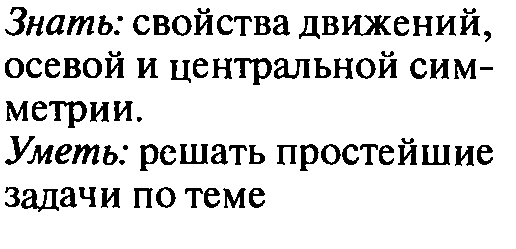 Знать: свойства движений,
осевой и центральной сим-
метрии.
Уметь: решать простейшие
задачи по теме